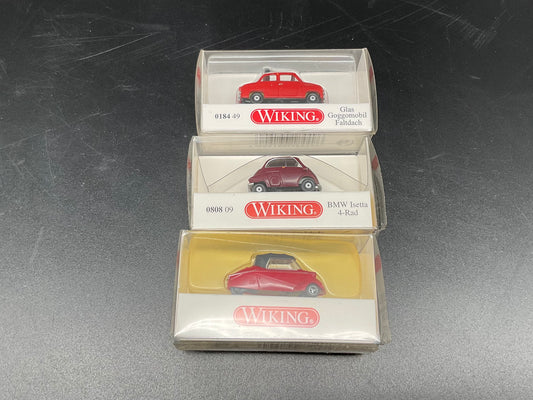 0184 49
WIKING®
Glas
Goggomobil
Faltdach
0808 09
WIKING®
BMW Isetta
4-Rad
WIKING®